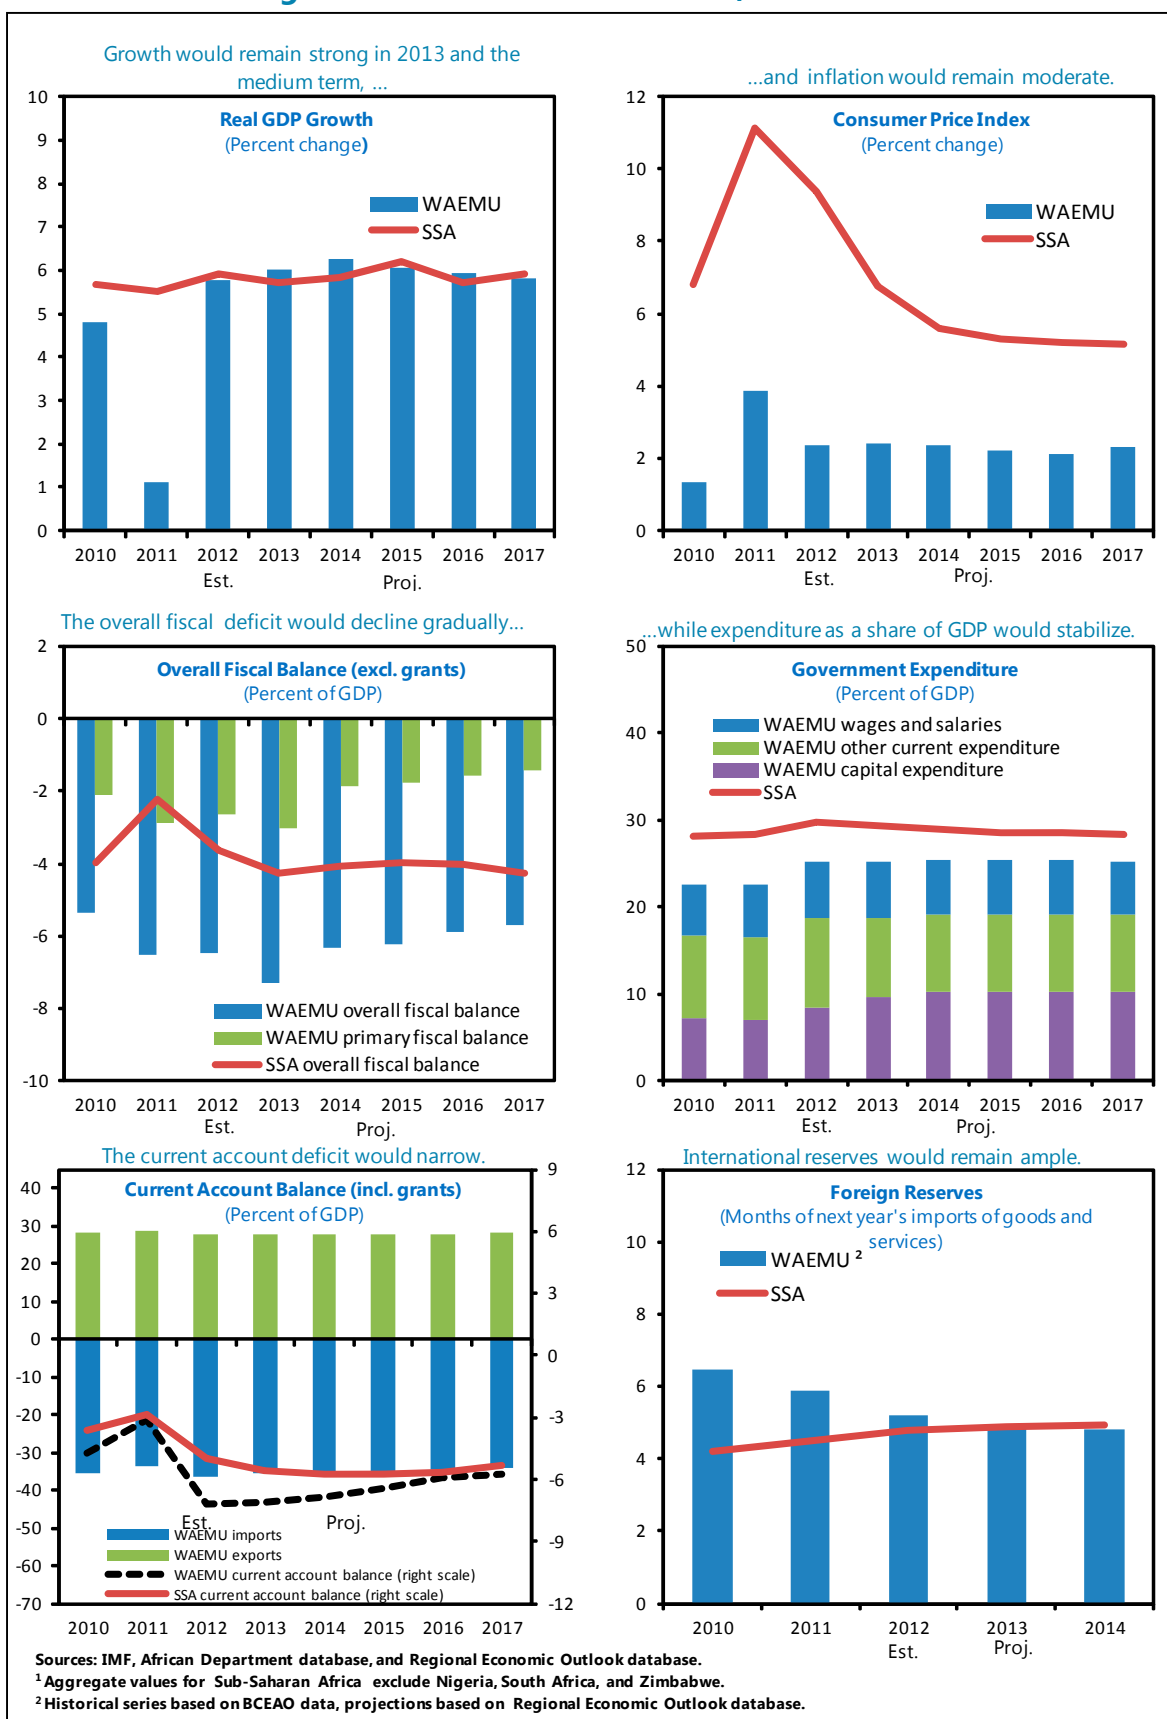 Growth would remain strong in 2013 and the
medium term, ...
Real GDP Growth
(Percent change)
10
9
8
7
6
5
4
3
2
1
0
WAEMU
SSA
2010 2011 2012 2013 2014 2015 2016 2017
Est. Proj.
...and inflation would remain moderate.
Consumer Price Index
(Percent change)
12
10
8
6
4
2
0
WAEMU
SSA
2010 2011 2012 2013 2014 2015 2016 2017
Est. Proj.
The overall fiscal deficit would decline gradually...
Overall Fiscal Balance (excl. grants)
(Percent of GDP)
2
0
-2
-4
-6
-8
-10
WAEMU overall fiscal balance
WAEMU primary fiscal balance
SSA overall fiscal balance
2010 2011 2012 2013 2014 2015 2016 2017
Est. Proj.
...while expenditure as a share of GDP would stabilize.
Government Expenditure
(Percent of GDP)
50
40
30
20
10
0
WAEMU wages and salaries
WAEMU other current expenditure
WAEMU capital expenditure
SSA
2010 2011 2012 2013 2014 2015 2016 2017
Est. Proj.
The current account deficit would narrow.
Current Account Balance (incl. grants)
(Percent of GDP)
40
30
20
10
0
-10
-20
-30
-40
-50
-60
-70
9
6
3
0
-3
-6
-9
-12
Est. Proj.
WAEMU imports
WAEMU exports
WAEMU current account balance (right scale)
SSA current account balance (right scale)
2010 2011 2012 2013 2014 2015 2016 2017
International reserves would remain ample.
Foreign Reserves
(Months of next year's imports of goods and
services)
12
10
8
6
4
2
0
WAEMU ²
SSA
2010 2011 2012 2013 2014
Est. Proj.
Sources: IMF, African Department database, and Regional Economic Outlook database.
¹ Aggregate values for Sub-Saharan Africa exclude Nigeria, South Africa, and Zimbabwe.
² Historical series based on BCEAO data, projections based on Regional Economic Outlook database.